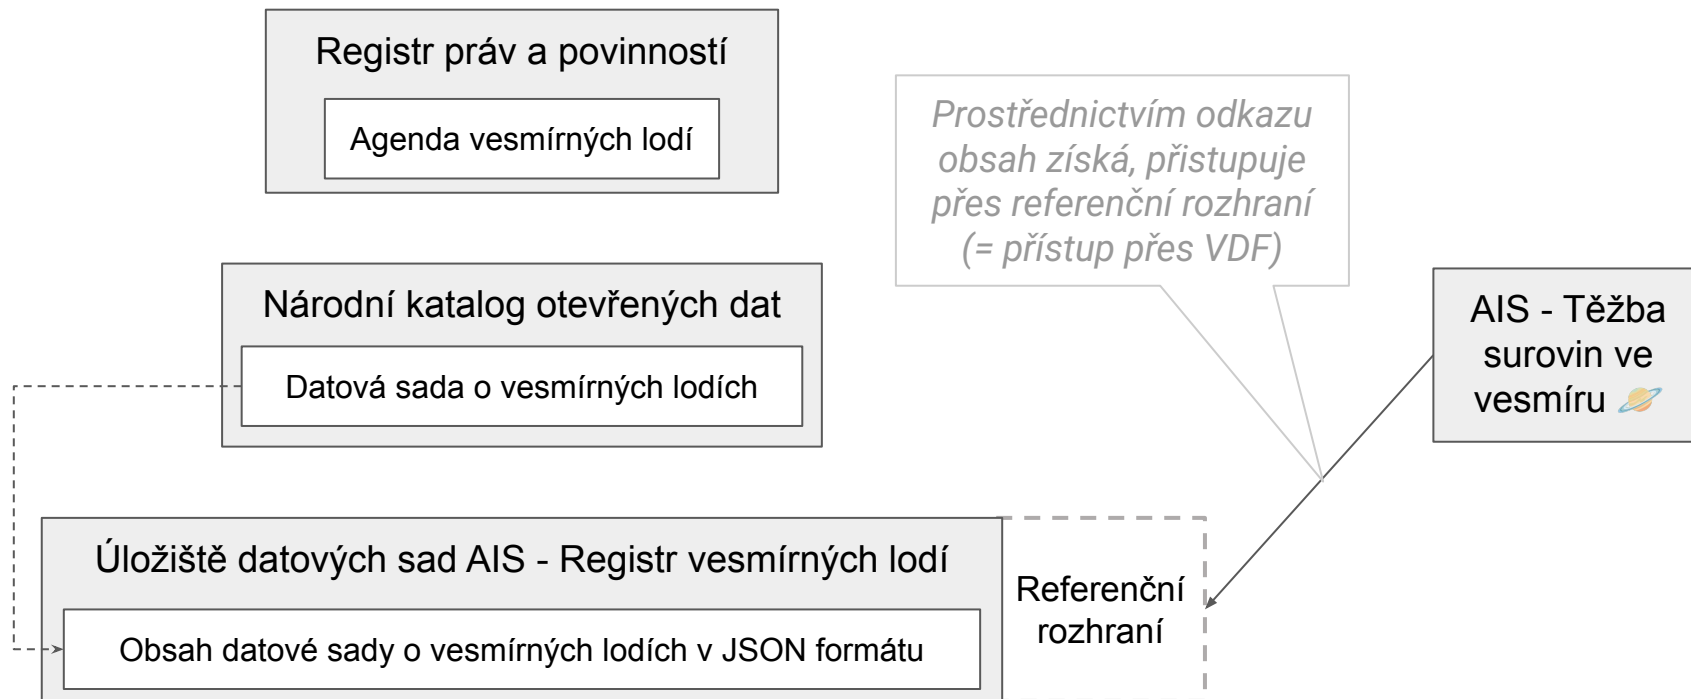 Registr práv a povinností
Agenda vesmírných lodí
Prostřednictvím odkazu
obsah získá, přistupuje
přes referenční rozhraní
(= přístup přes VDF)
Národní katalog otevřených dat
Datová sada o vesmírných lodích
AIS - Těžba
surovin ve
vesmíru 🪐
Úložiště datových sad AIS - Registr vesmírných lodí
Obsah datové sady o vesmírných lodích v JSON formátu
Referenční
rozhraní